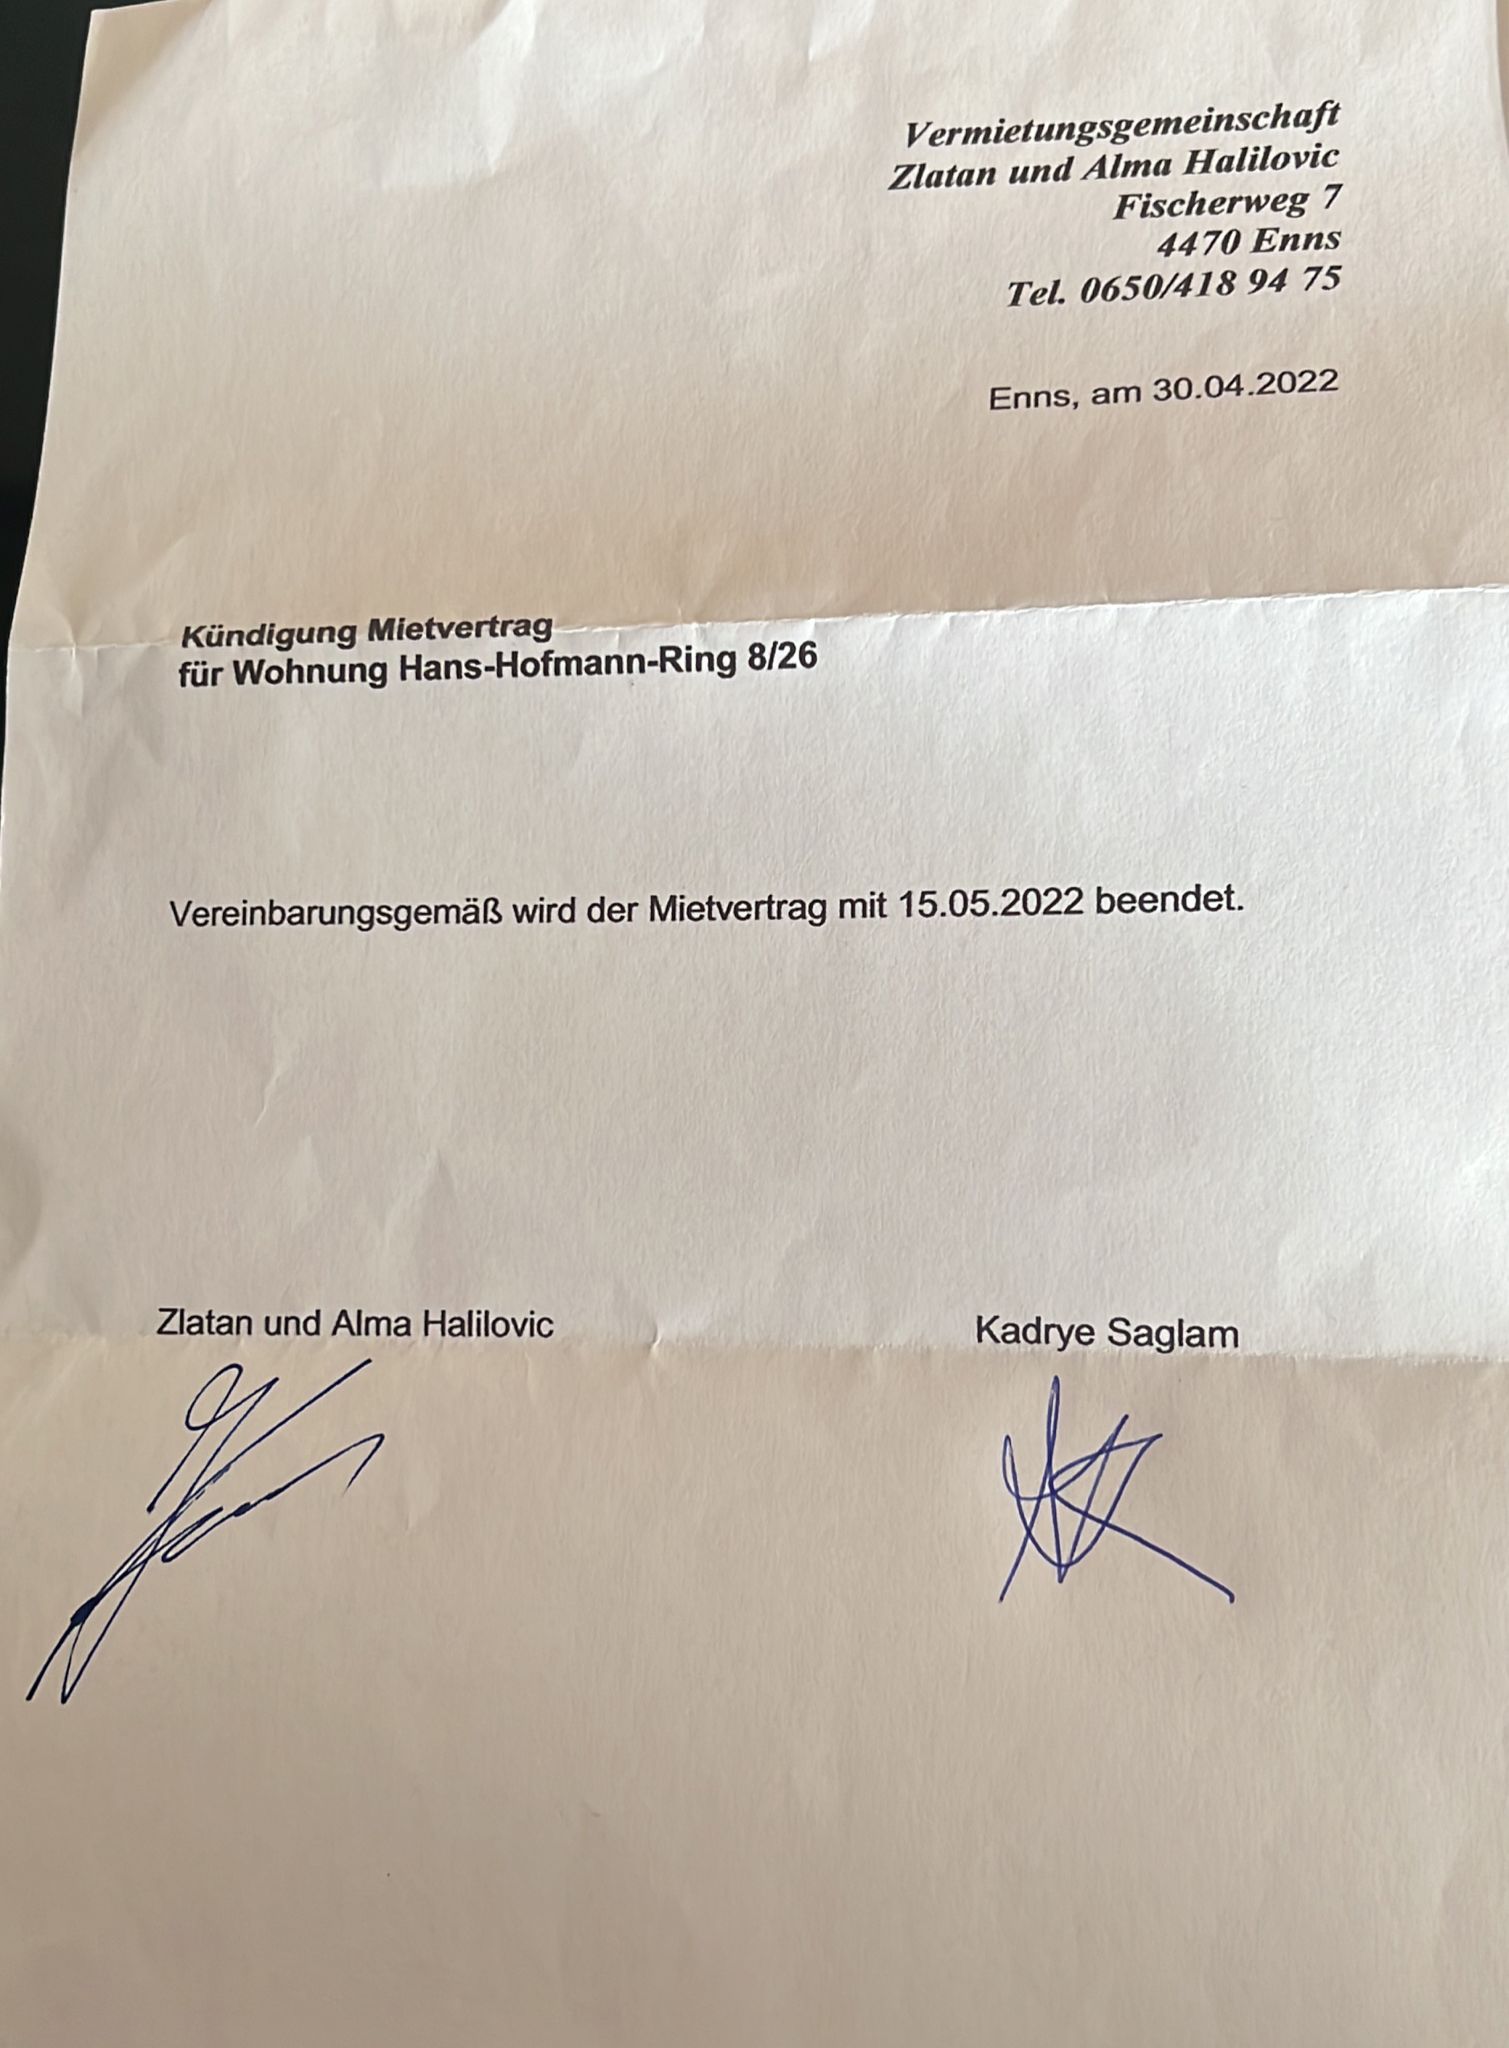 Vermietungsgemeinschaft
Zlatan und Alma Halilovic
Fischerweg 7
4470 Enns
Tel. 0650/418 94 75
Enns, am 30.04.2022
Kündigung Mietvertrag
für Wohnung Hans-Hofmann-Ring 8/26
Vereinbarungsgemäß wird der Mietvertrag mit 15.05.2022 beendet.
Zlatan und Alma Halilovic
Kadrye Saglam